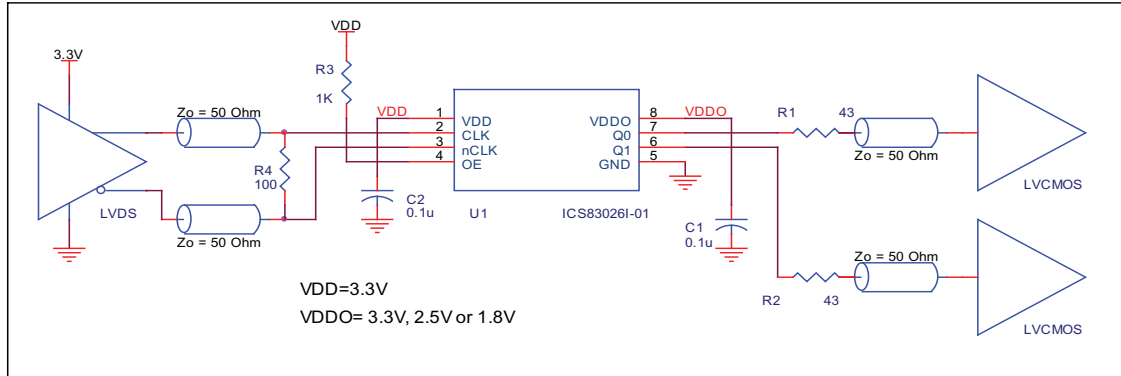 VDD
3.3V
R3
1K
Zo = 50 Ohm
VDD
1
2
3
4
VDD
CLK
nCLK
OE
VDDO
Q0
Q1
GND
8
7
6
5
VDDO
R1
43
Zo = 50 Ohm
LVCMOS
R4
100
LVDS
Zo = 50 Ohm
C2
0.1u
U1
ICS83026I-01
C1
0.1u
Zo = 50 Ohm
R2
43
LVCMOS
VDD=3.3V
VDDO= 3.3V, 2.5V or 1.8V